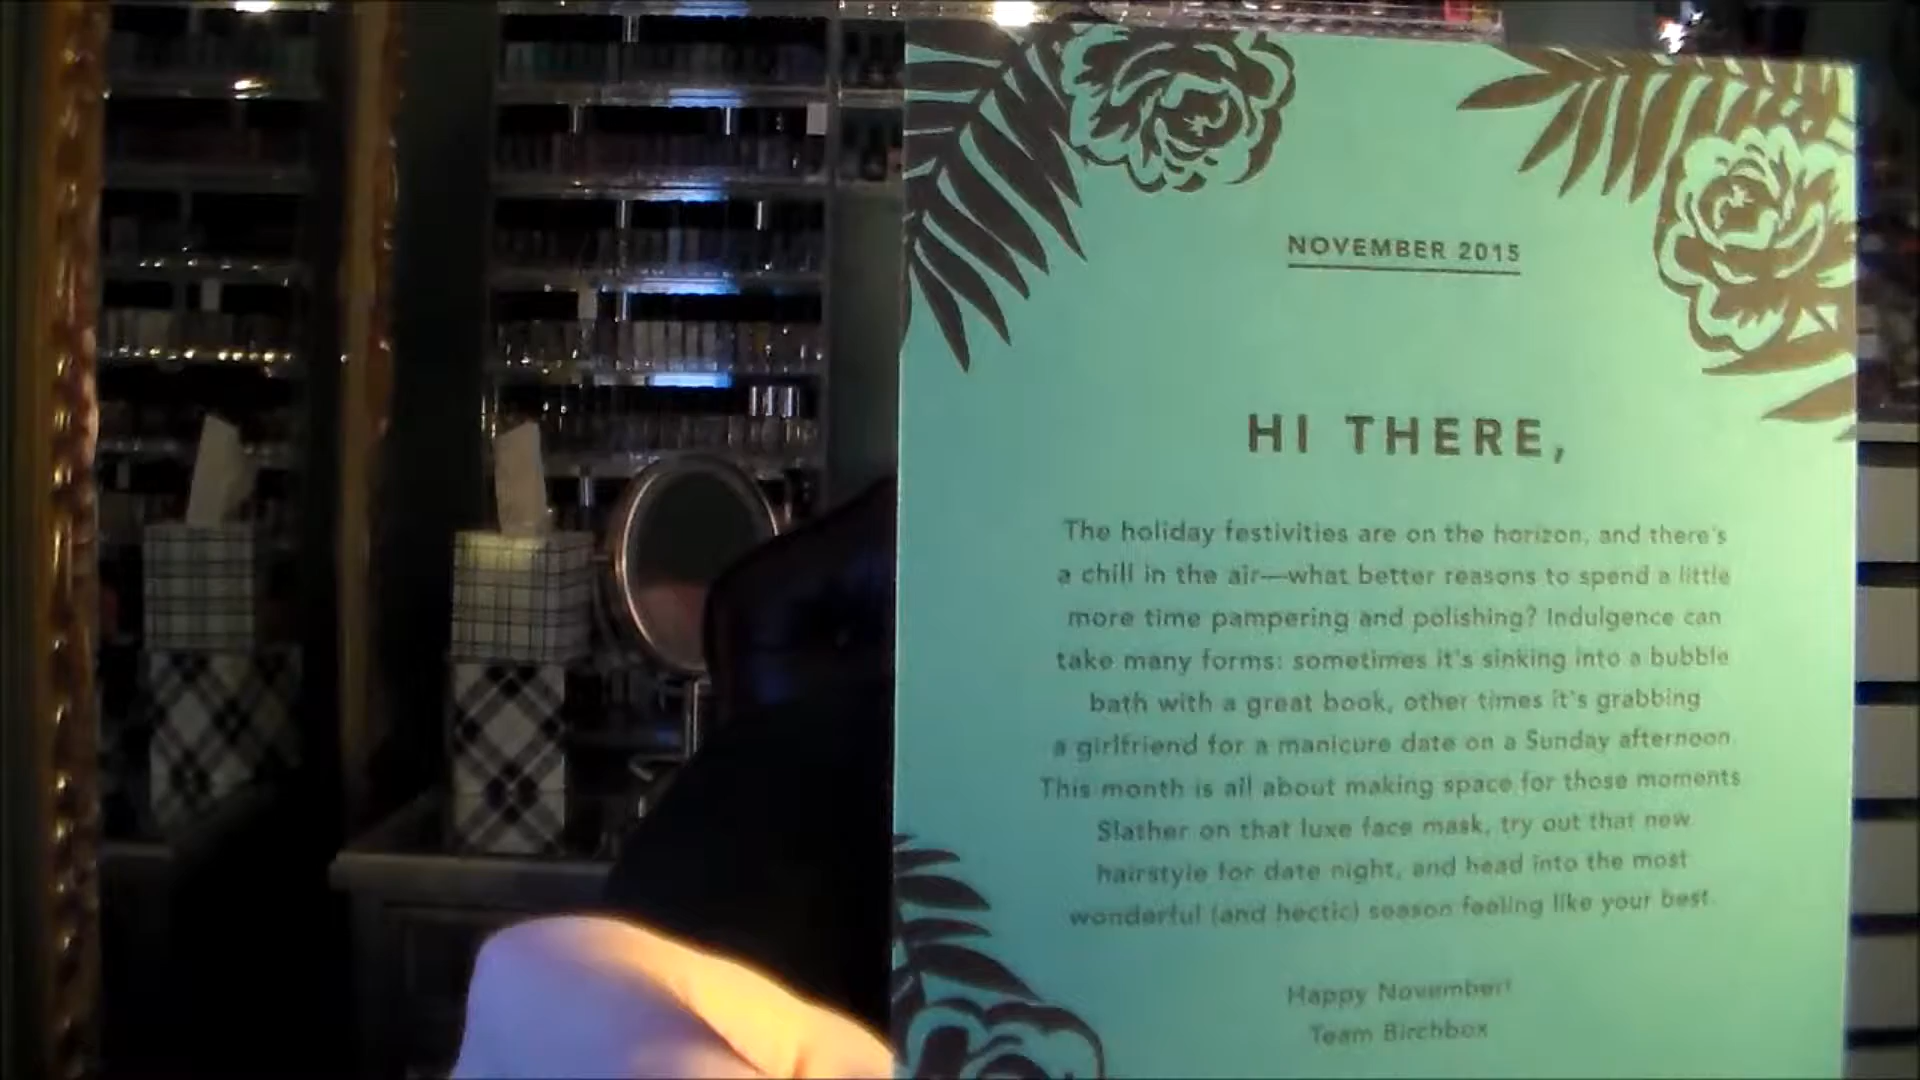 NOVEMBER 2015
HI THERE,
The holiday festivities are on the horizon, and there's
a chill in the air—what better reasons to spend a little
more time pampering and polishing? Indulgence can
take many forms: sometimes it's sinking into a bubble
bath with a great book, other times it's grabbing
a girlfriend for a manicure date on a Sunday afternoon.
This month is all about making space for those moments
Slather on that luxe face mask, try out that new
hairstyle for date night, and head into the most
wonderful (and hectic) season feeling like your best.
Happy November!
Team Birchbox